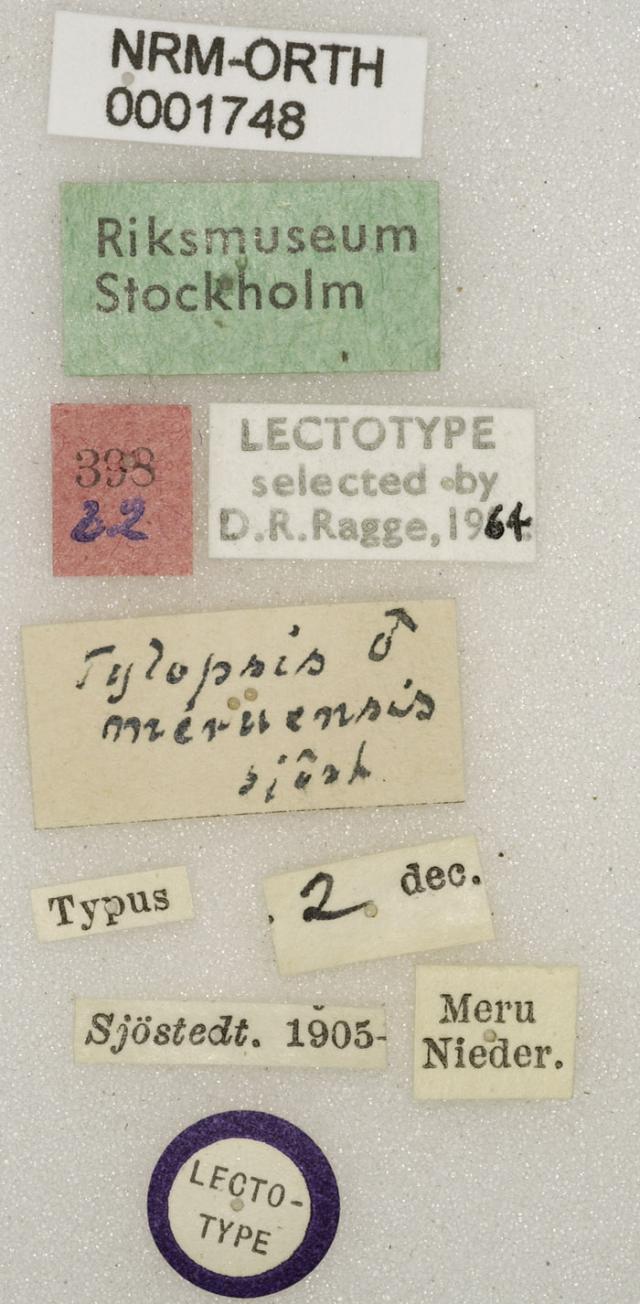 NRM-ORTH
0001748
Riksmuseum
Stockholm
398
22
LECTOTYPE
selected by
D.R.Ragge, 1964.
Tylopsis ♂
meruensis
Sjöst.
Typus
2 dec.
Sjöstedt. 1905-
Meru
Nieder.
LECTO-
TYPE